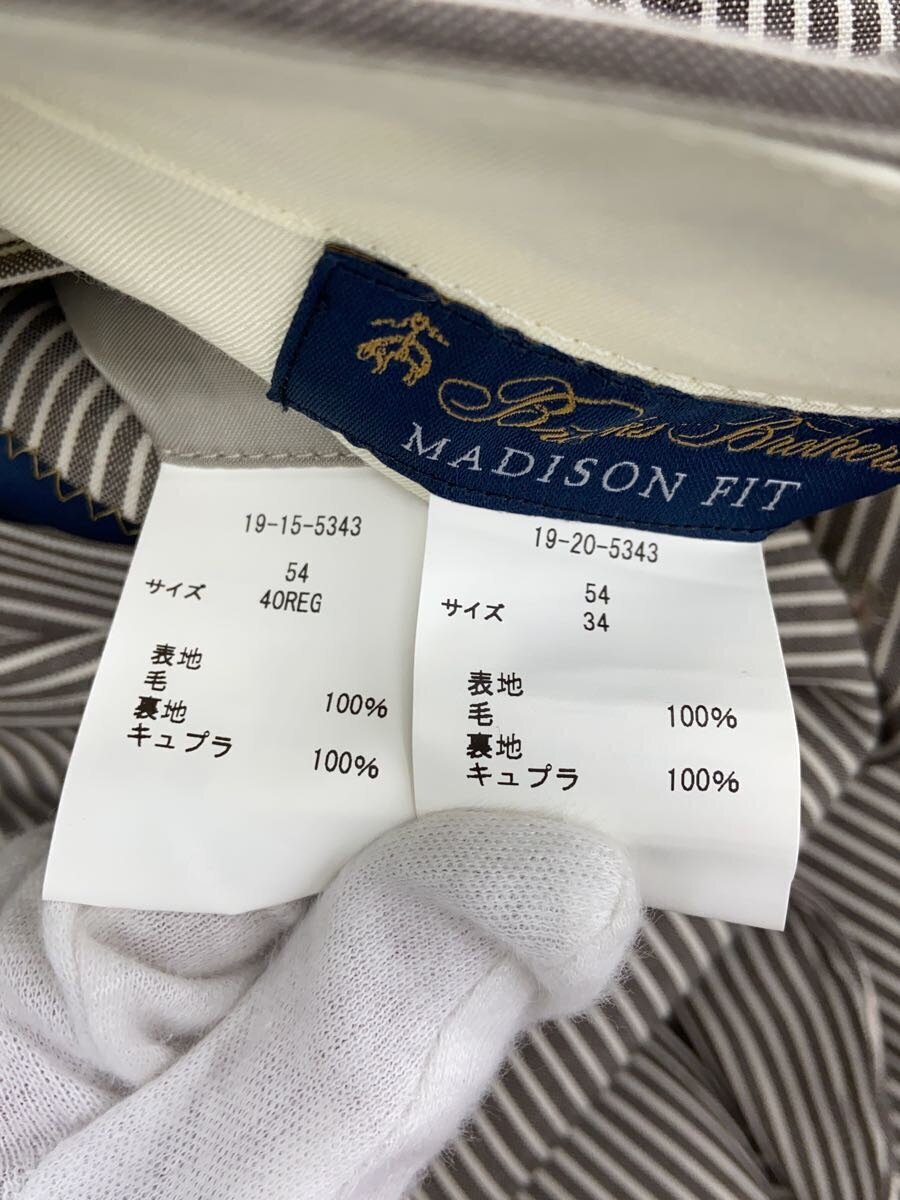 Brooks Brothers
MADISON FIT
19-15-5343
54
サイズ 40REG
表地
毛 100%
裏地
キュプラ 100%
19-20-5343
54
サイズ 34
表地
毛 100%
裏地
キュプラ 100%